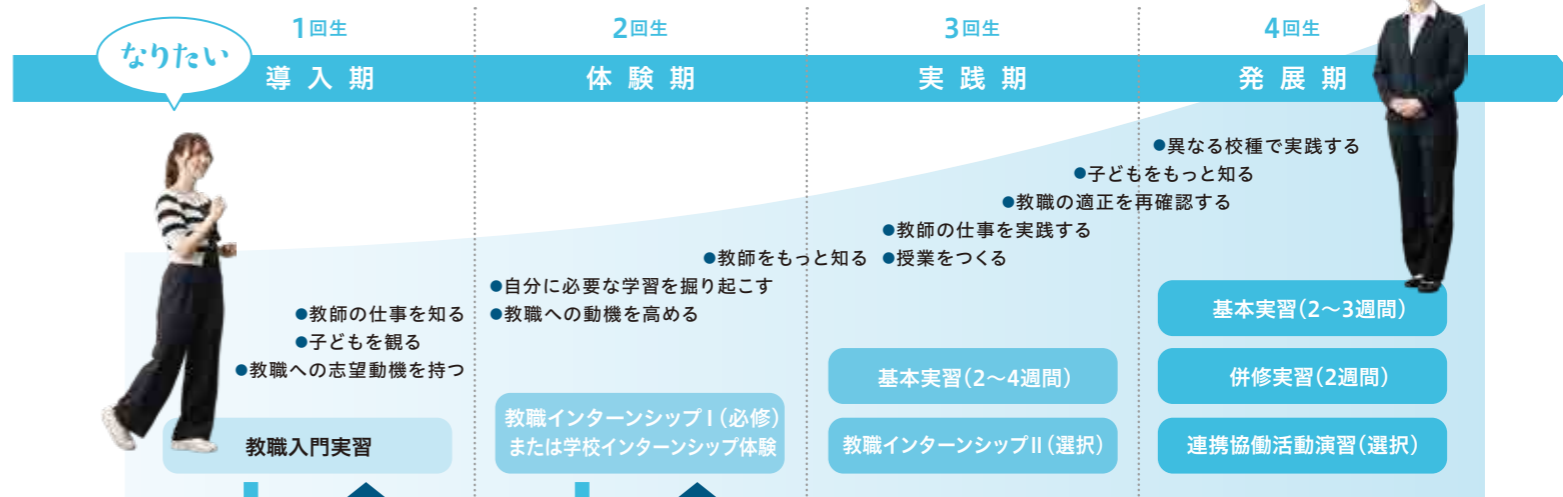 なりたい
1回生
2回生
3回生
4回生
導入期
体験期
実践期
発展期
●異なる校種で実践する
●子どもをもっと知る
●教職の適正を再確認する
●教師の仕事を実践する
●教師をもっと知る
●授業をつくる
●自分に必要な学習を掘り起こす
●教師の仕事を知る
●教職への動機を高める
●子どもを観る
●教職への志望動機を持つ
教職入門実習
教職インターンシップⅠ(必修)
または学校インターンシップ体験
基本実習(2〜4週間)
教職インターンシップⅡ(選択)
基本実習(2〜3週間)
併修実習(2週間)
連携協働活動演習(選択)